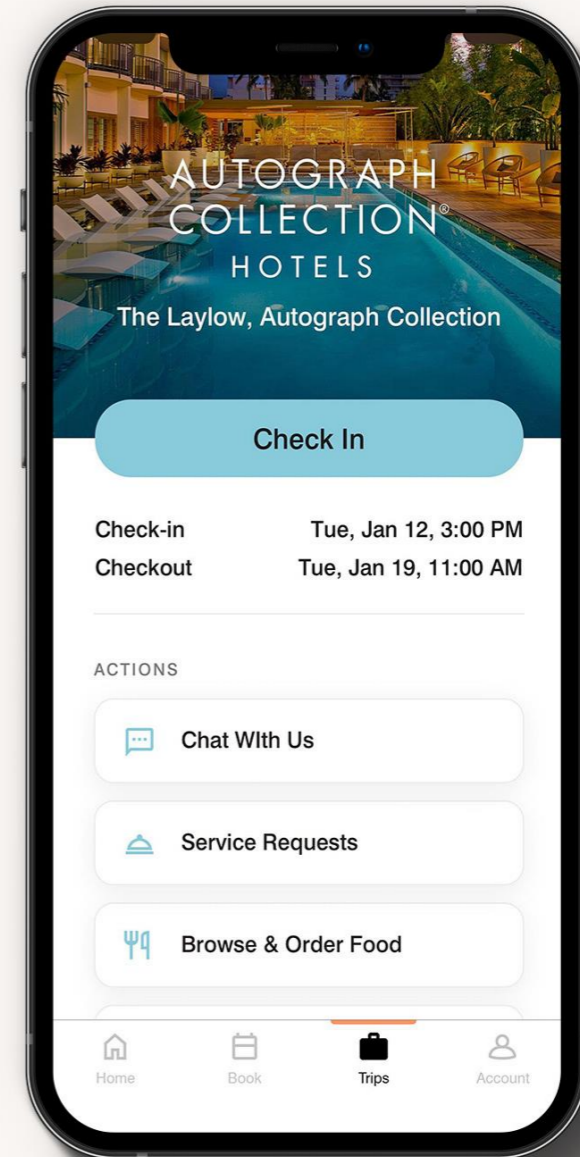 AUTOGRAPH
COLLECTION®
HOTELS
The Laylow, Autograph Collection
Check In
Check-in Tue, Jan 12, 3:00 PM
Checkout Tue, Jan 19, 11:00 AM
ACTIONS
Chat WIth Us
Service Requests
Browse & Order Food
Home Book Trips Account